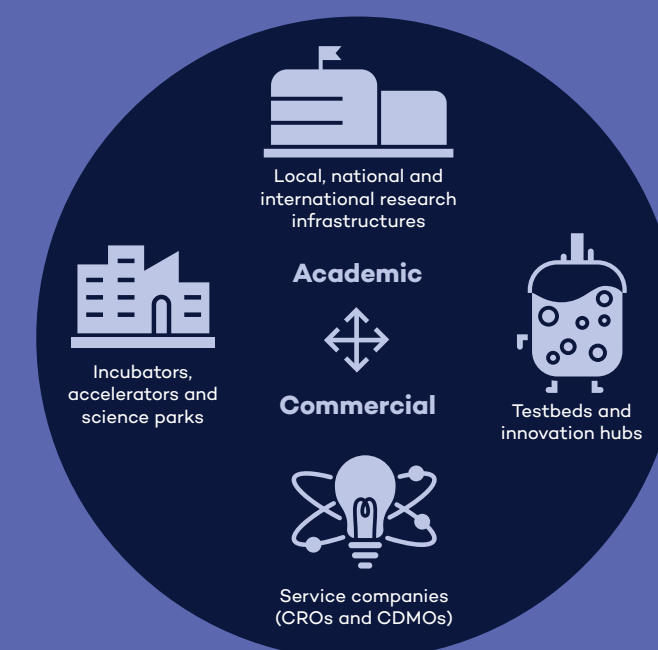 Local, national and
international research
infrastructures
Academic
Incubators,
accelerators and
science parks
Commercial
Testbeds and
innovation hubs
Service companies
(CROs and CDMOs)